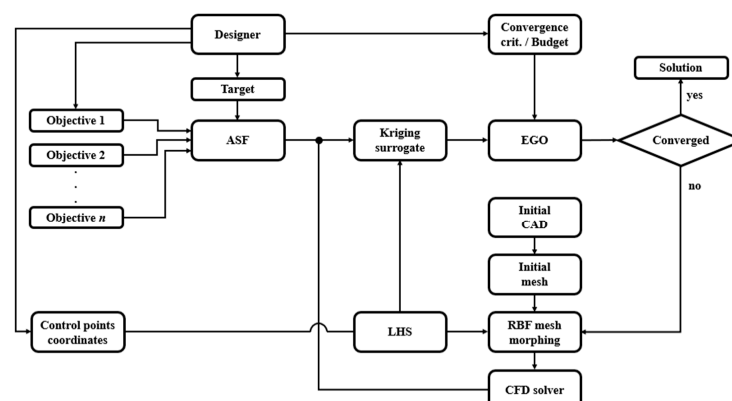 Designer
Convergence
crit. / Budget
Target
Solution
yes
Objective 1
Objective 2
.
.
.
Objective n
ASF
Kriging
surrogate
EGO
Converged
no
Initial
CAD
Initial
mesh
Control points
coordinates
LHS
RBF mesh
morphing
CFD solver